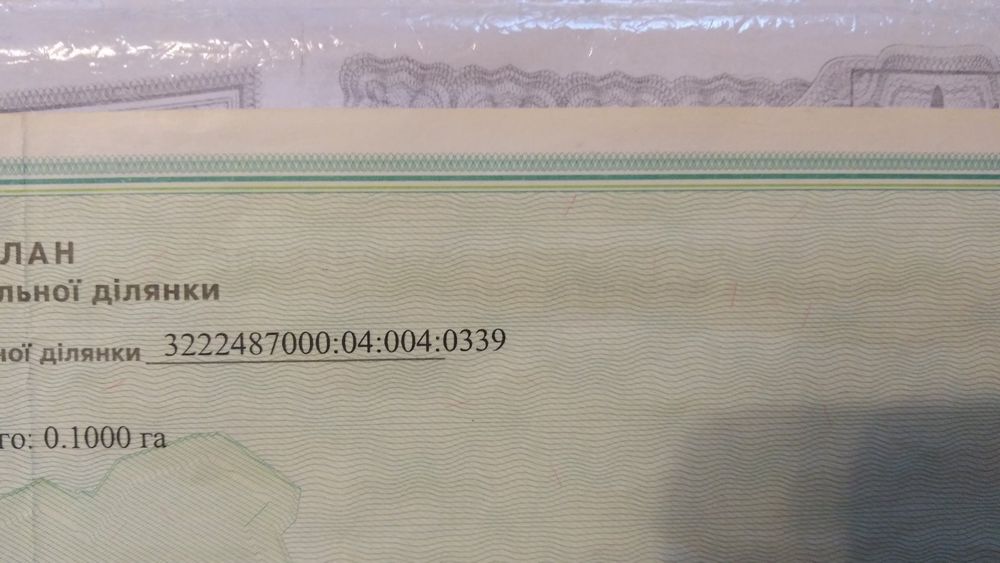 ЛАН
льної ділянки
ної ділянки 3222487000:04:004:0339
го: 0.1000 га